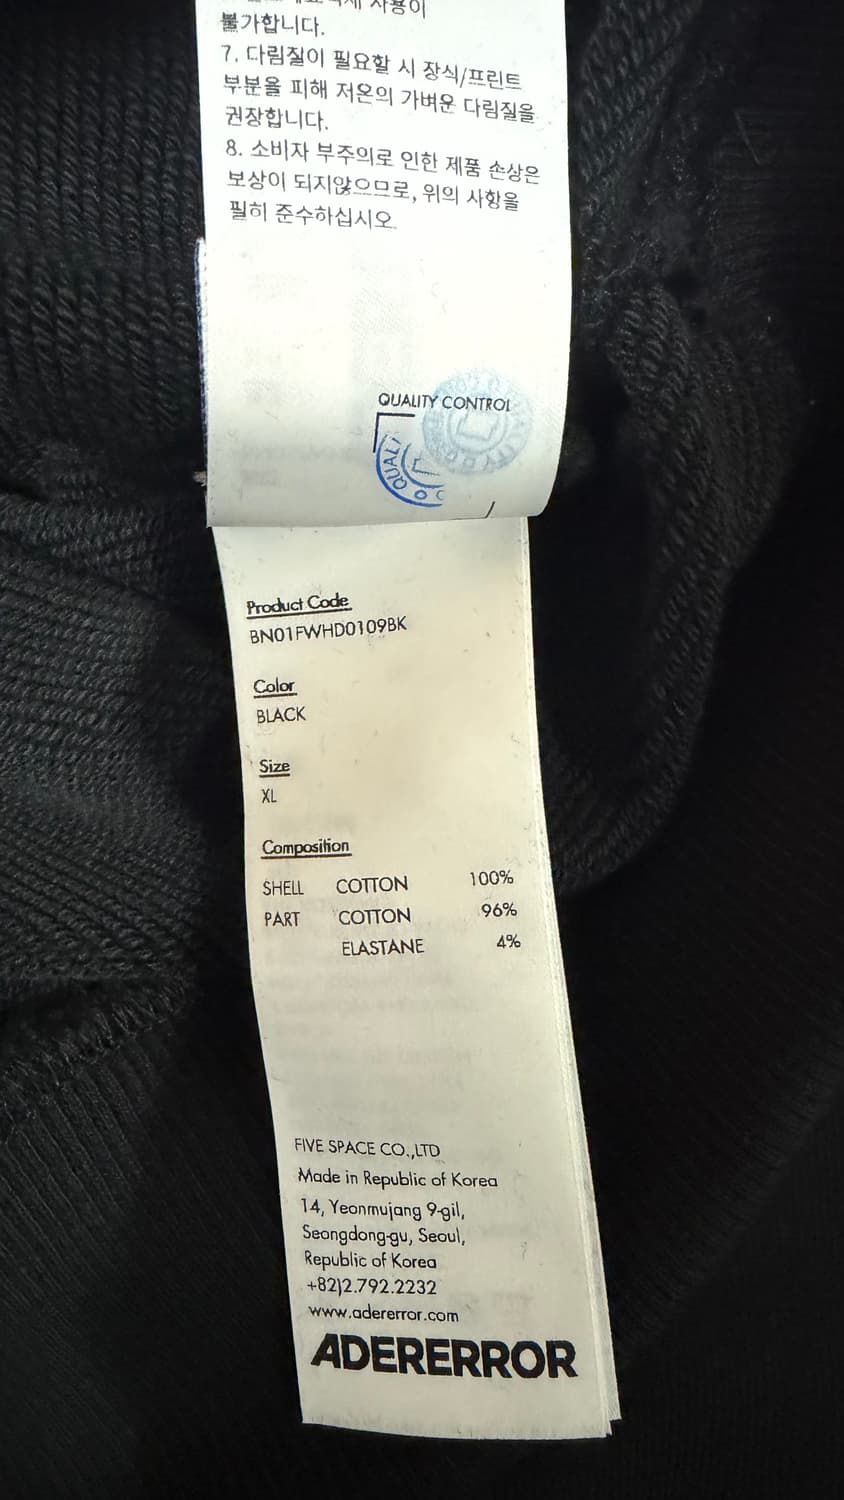 사용이
불가합니다.
7. 다림질이 필요할 시 장식/프린트
부분을 피해 저온의 가벼운 다림질을
권장합니다.
8. 소비자 부주의로 인한 제품 손상은
보상이 되지않으므로, 위의 사항을
필히 준수하십시오.
QUALITY CONTROL
QUALI
Product Code
BN01FWHD0109BK
Color
BLACK
Size
XL
Composition
SHELL COTTON 100%
PART COTTON 96%
ELASTANE 4%
FIVE SPACE CO.,LTD
Made in Republic of Korea
14, Yeonmujang 9-gil,
Seongdong-gu, Seoul,
Republic of Korea
+82)2.792.2232
www.adererror.com
ADERERROR